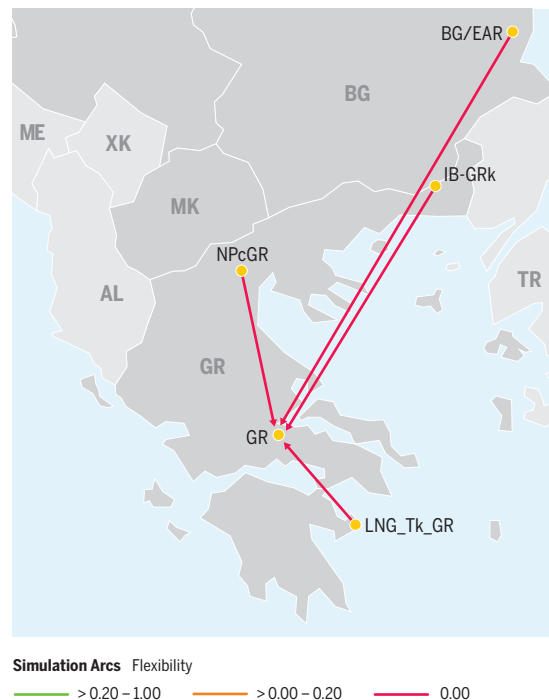 BG/EAR
BG
ME
XK
IB-GRk
MK
NPcGR
TR
AL
GR
GR
LNG_Tk_GR
Simulation Arcs Flexibility
> 0.20 – 1.00 > 0.00 – 0.20 0.00